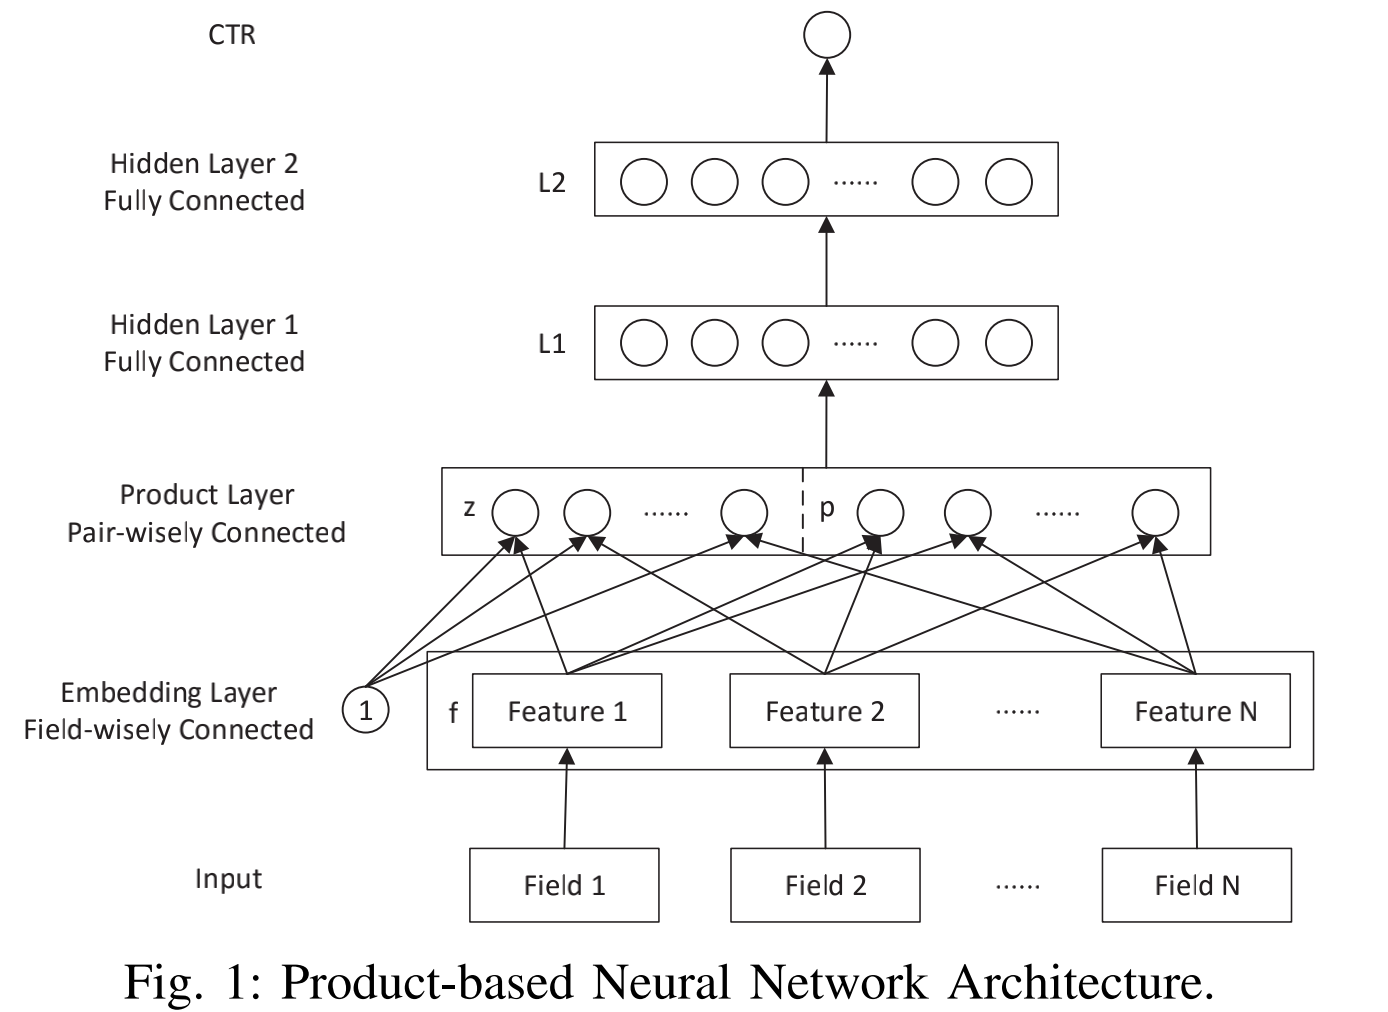 CTR
Hidden Layer 2
Fully Connected
L2
Hidden Layer 1
Fully Connected
L1
......
......
Product Layer
Pair-wisely Connected
z
......
p
......
Embedding Layer
Field-wisely Connected
1
f
Feature 1
Feature 2
......
Feature N
Input
Field 1
Field 2
......
Field N
Fig. 1: Product-based Neural Network Architecture.